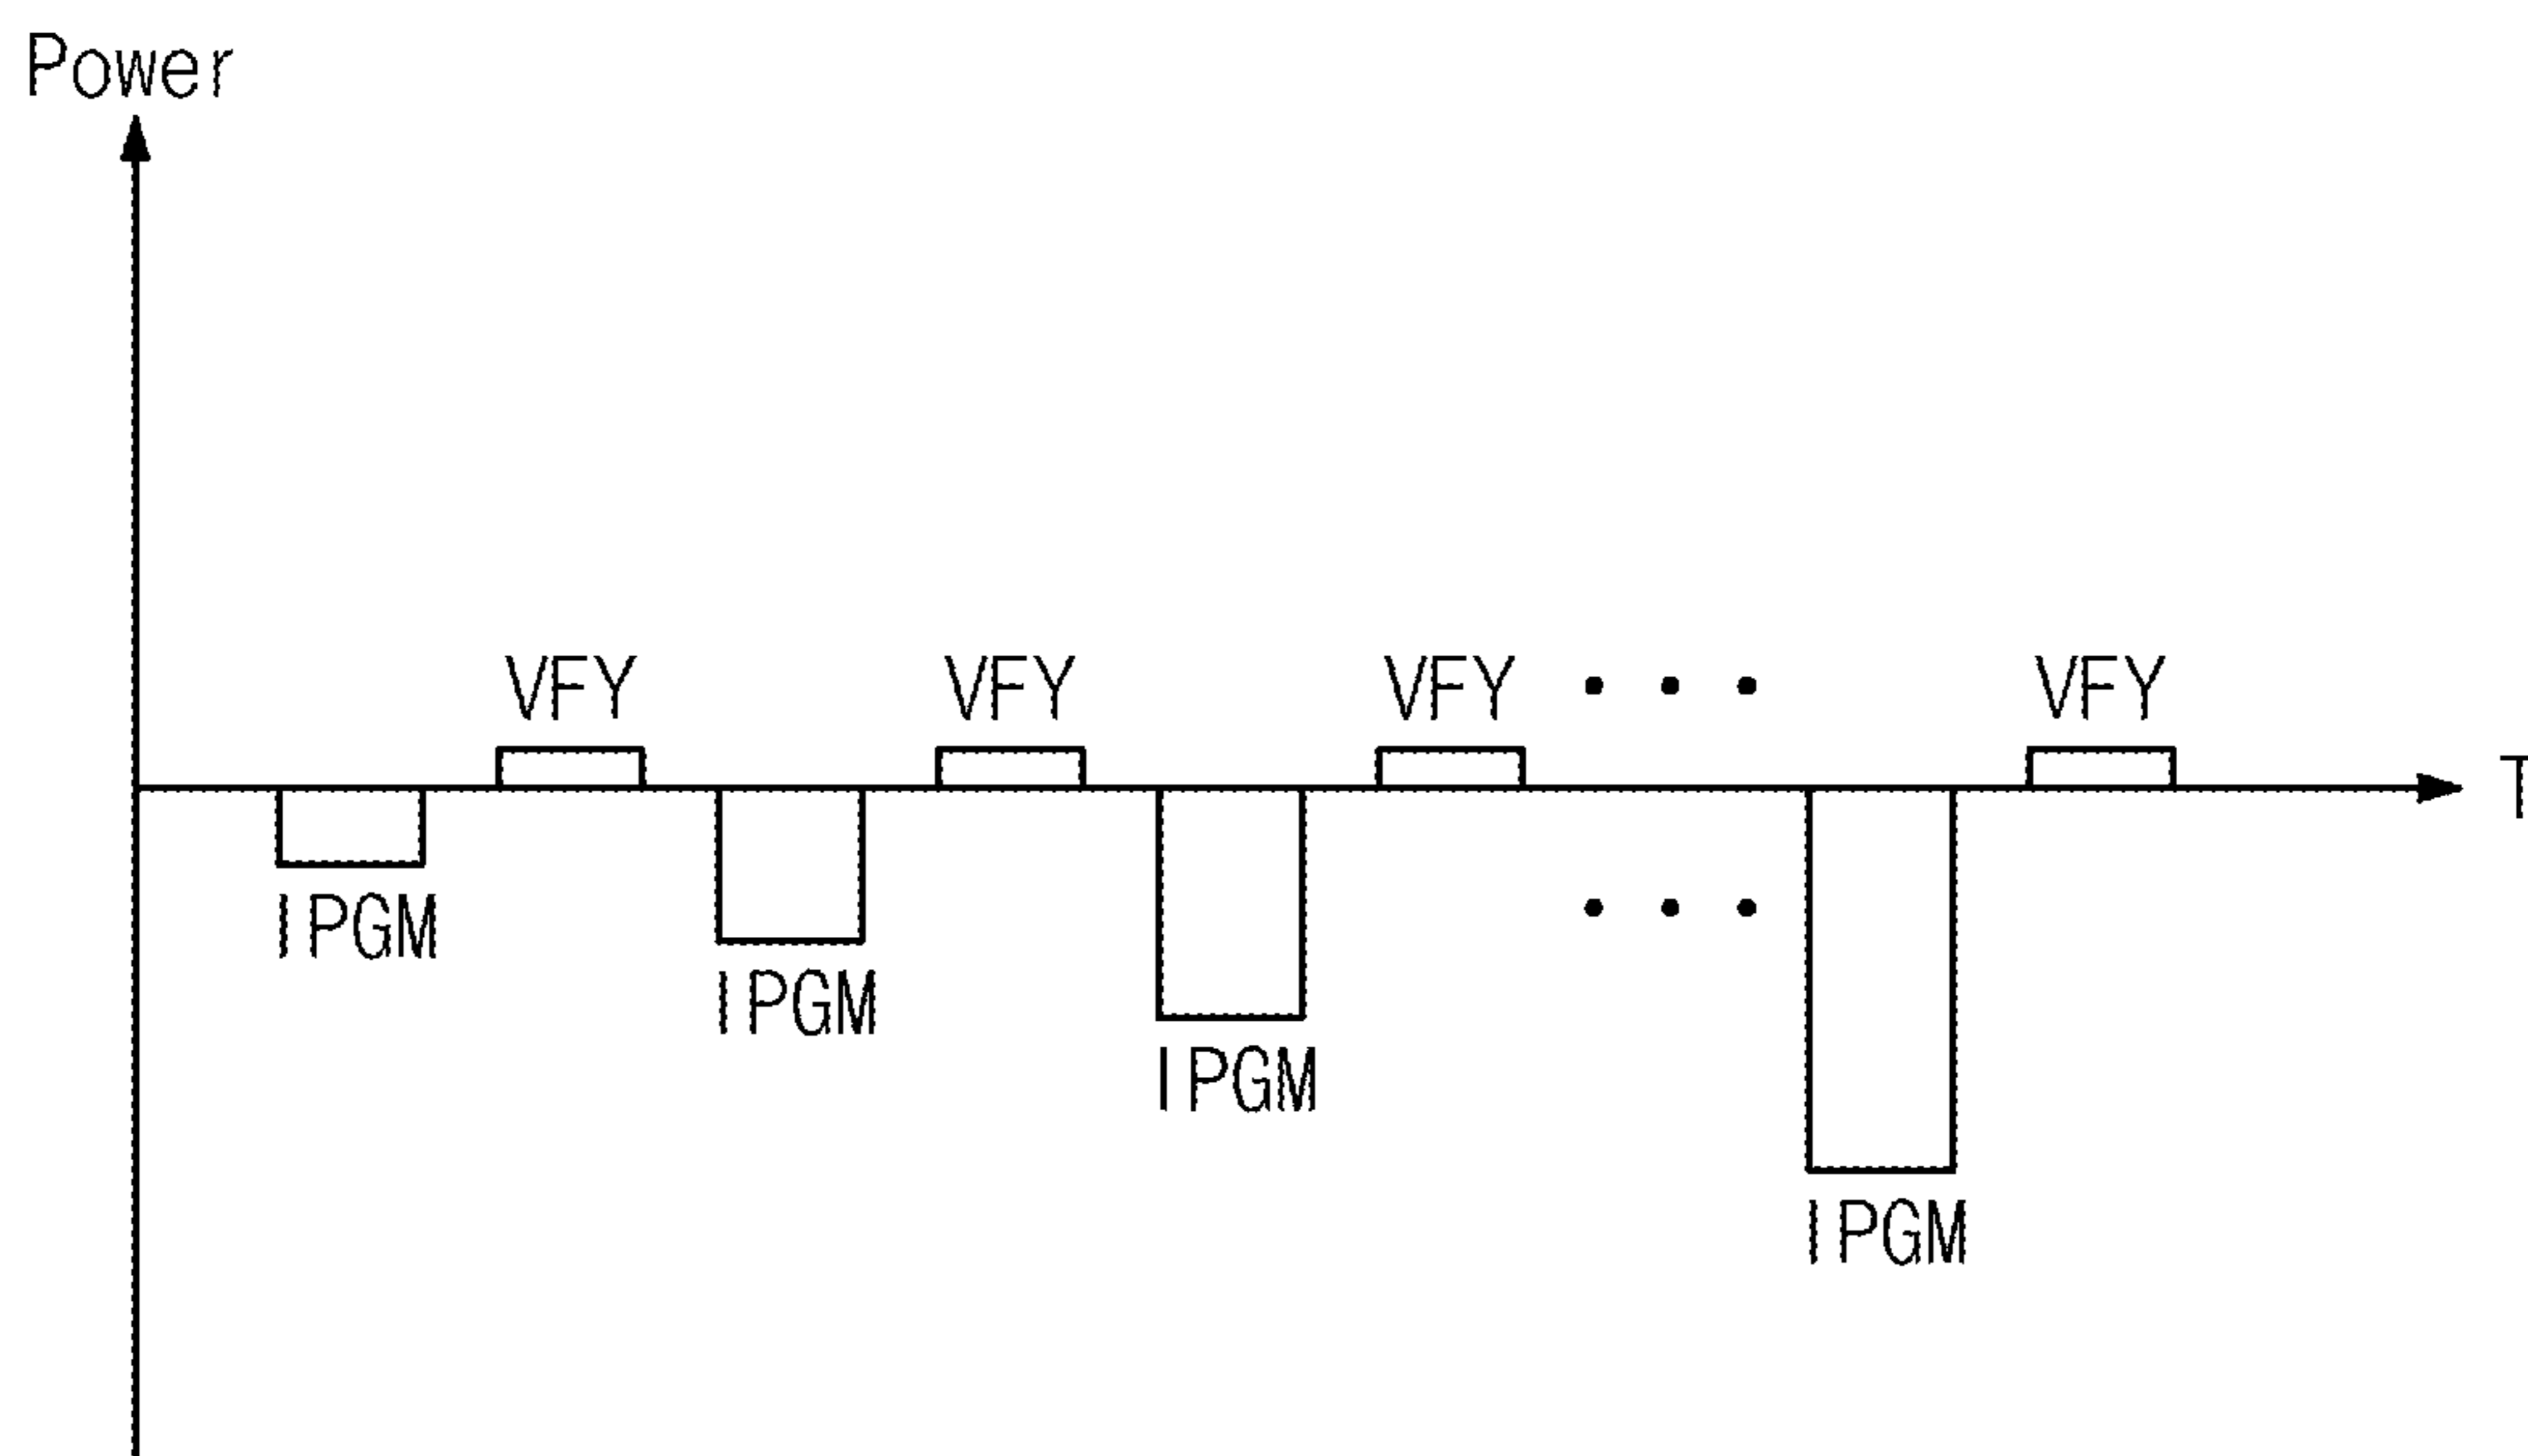 Power
VFY VFY VFY • • • VFY
T
• • •
IPGM
IPGM
IPGM
IPGM